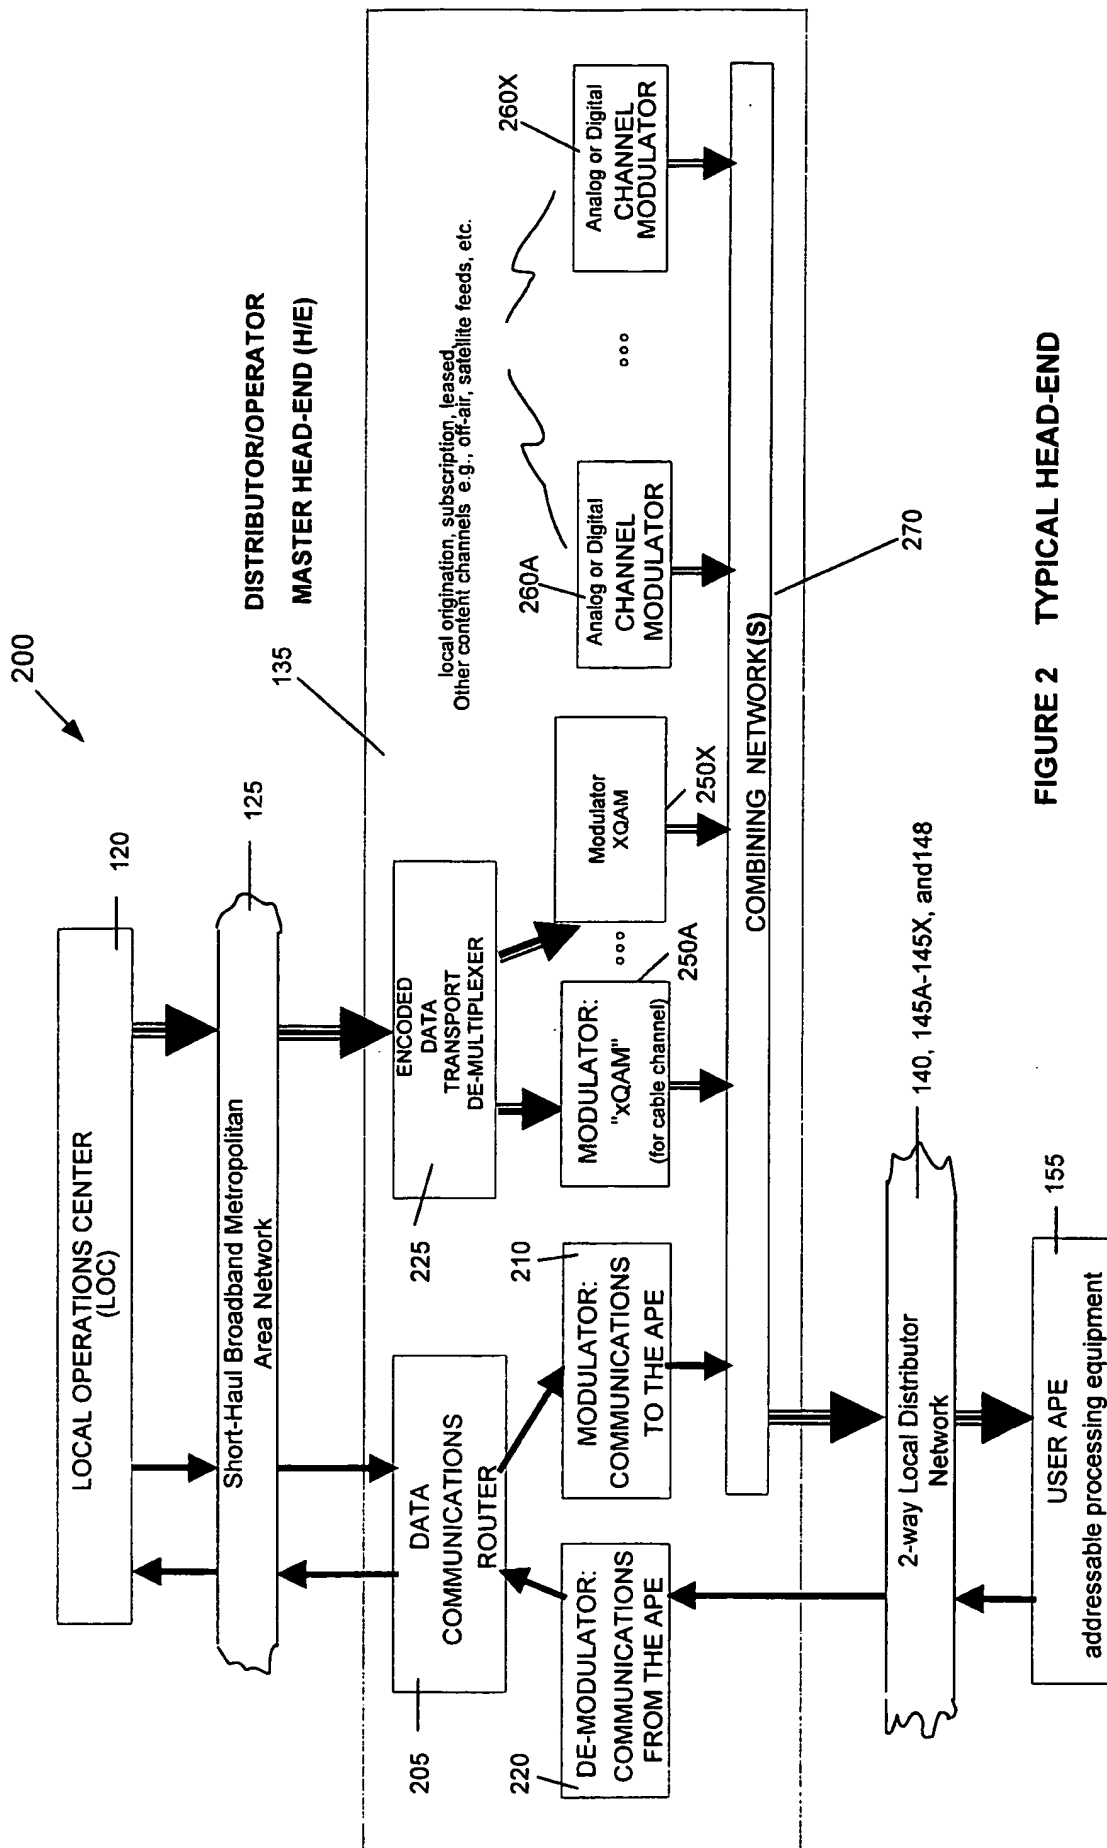 200
LOCAL OPERATIONS CENTER
(LOC)
120
Short-Haul Broadband Metropolitan
Area Network
125
DISTRIBUTOR/OPERATOR
MASTER HEAD-END (H/E)
135
DATA
COMMUNICATIONS
ROUTER
205
ENCODED
DATA
TRANSPORT
DE-MULTIPLEXER
225
local origination, subscription, leased,
Other content channels e.g., off-air, satellite feeds, etc.
DE-MODULATOR:
COMMUNICATIONS
FROM THE APE
220
MODULATOR:
COMMUNICATIONS
TO THE APE
210
MODULATOR:
"xQAM"
(for cable channel)
250A
ooo
Modulator
XQAM
250X
260A
Analog or Digital
CHANNEL
MODULATOR
ooo
260X
Analog or Digital
CHANNEL
MODULATOR
COMBINING NETWORK(S)
270
2-way Local Distributor
Network
140, 145A-145X, and148
USER APE
addressable processing equipment
155
FIGURE 2 TYPICAL HEAD-END